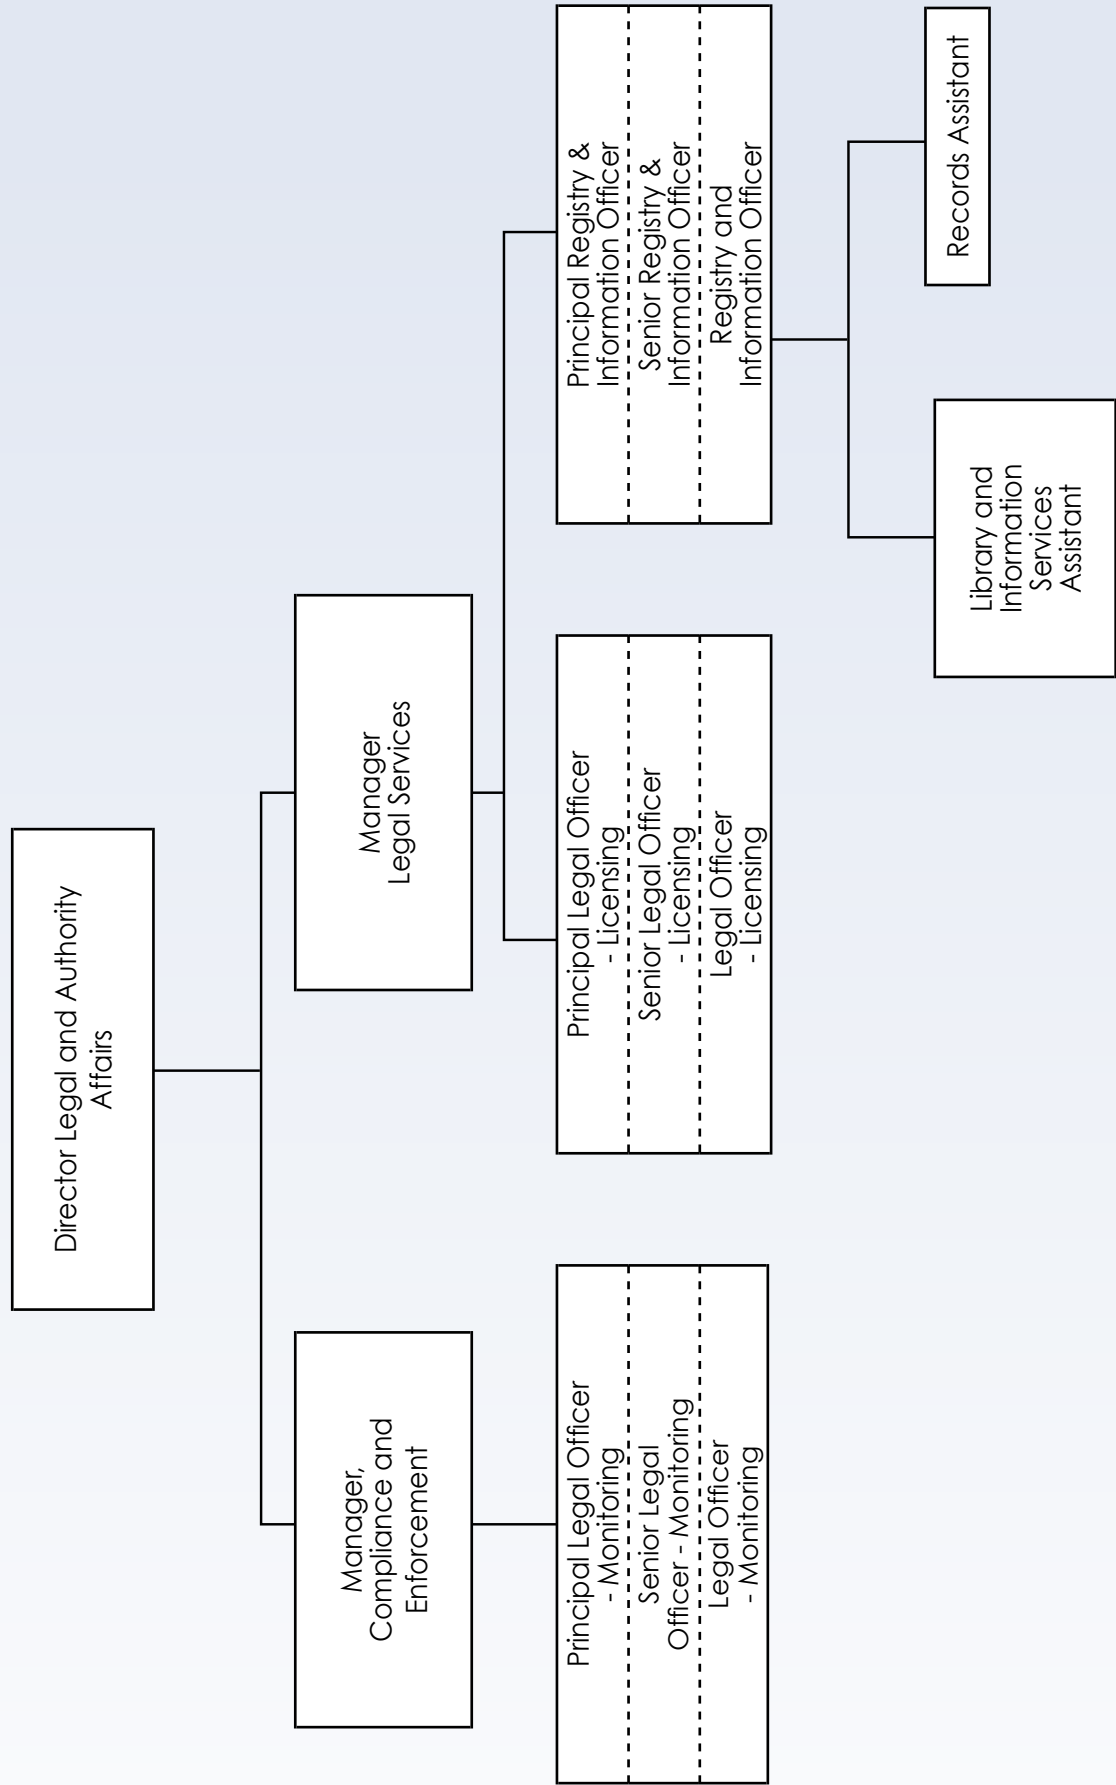 Director Legal and Authority
Affairs
Manager,
Compliance and
Enforcement
Manager
Legal Services
Principal Legal Officer
- Monitoring
Senior Legal
Officer - Monitoring
Legal Officer
- Monitoring
Principal Legal Officer
- Licensing
Senior Legal Officer
- Licensing
Legal Officer
- Licensing
Principal Registry &
Information Officer
Senior Registry &
Information Officer
Registry and
Information Officer
Library and
Information
Services
Assistant
Records Assistant